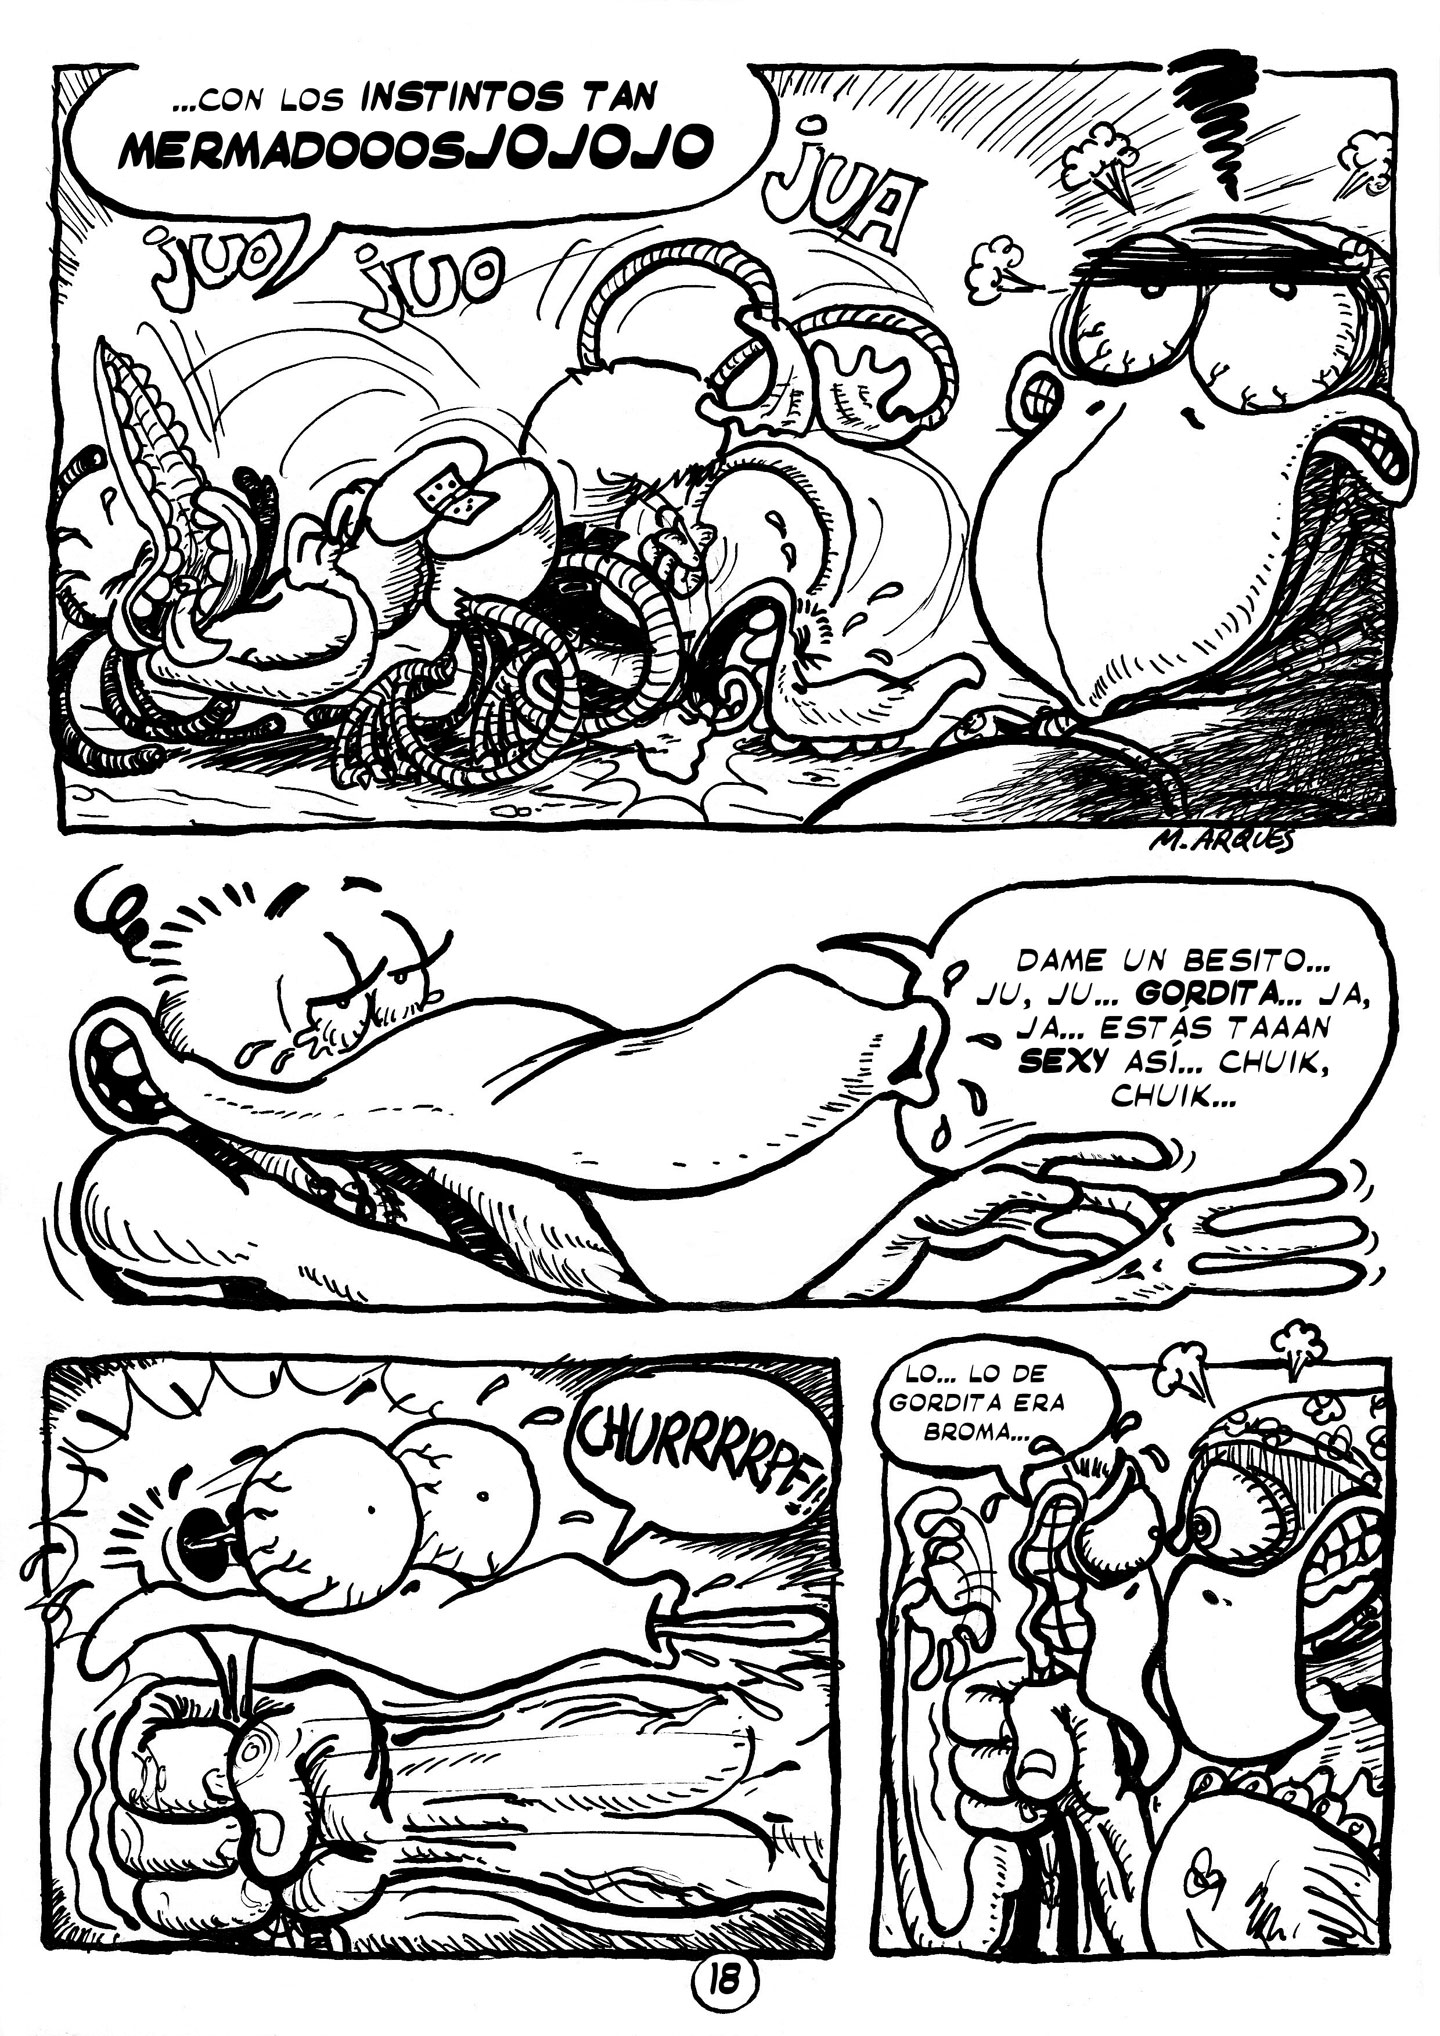 ...CON LOS INSTINTOS TAN
MERMADOOOSJOJOJO
JUO
JUO
JUA
M. ARQUES
DAME UN BESITO...
JU, JU... GORDITA... JA,
JA... ESTÁS TAAAN
SEXY ASÍ... CHUIK,
CHUIK...
CHURRRRPF!!
LO... LO DE
GORDITA ERA
BROMA...
18